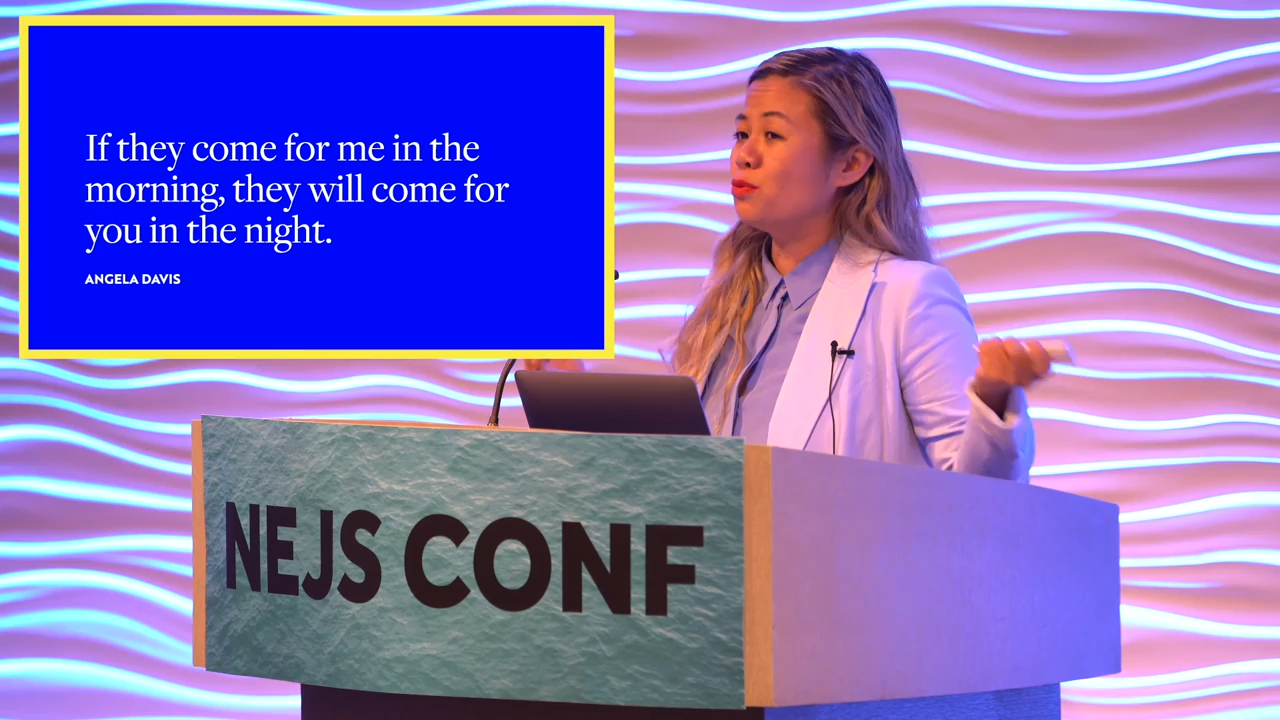 If they come for me in the
morning, they will come for
you in the night.
ANGELA DAVIS
NEJS CONF